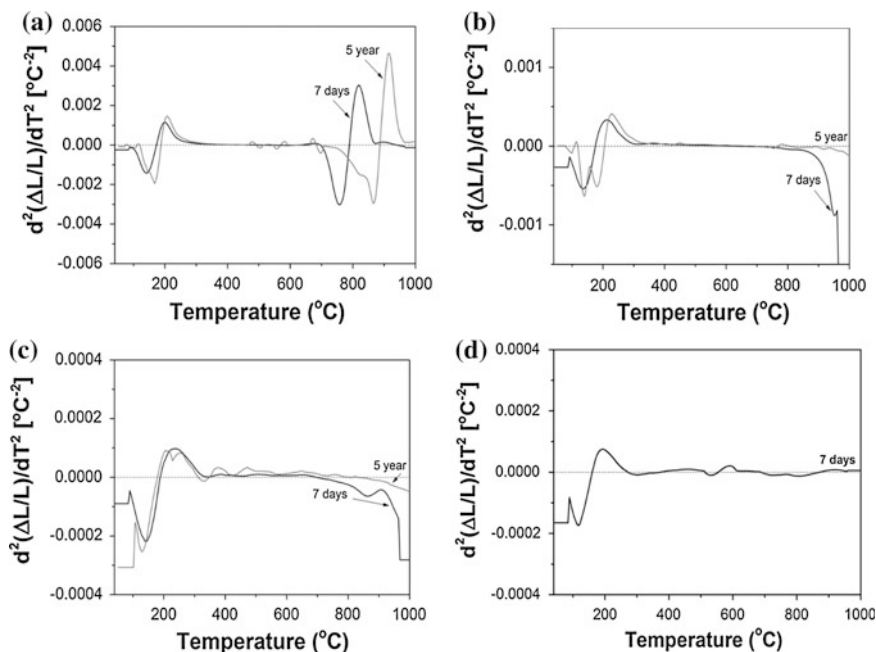 (a)
0.006
0.004
0.002
0.000
-0.002
-0.004
-0.006
d²(ΔL/L)/dT² [°C⁻²]
5 year
7 days
200 400 600 800 1000
Temperature (°C)
(b)
0.001
0.000
-0.001
d²(ΔL/L)/dT² [°C⁻²]
5 year
7 days
200 400 600 800 1000
Temperature (°C)
(c)
0.0004
0.0002
0.0000
-0.0002
-0.0004
d²(ΔL/L)/dT² [°C⁻²]
5 year
7 days
200 400 600 800 1000
Temperature (°C)
(d)
0.0004
0.0002
0.0000
-0.0002
-0.0004
d²(ΔL/L)/dT² [°C⁻²]
7 days
200 400 600 800 1000
Temperature (°C)